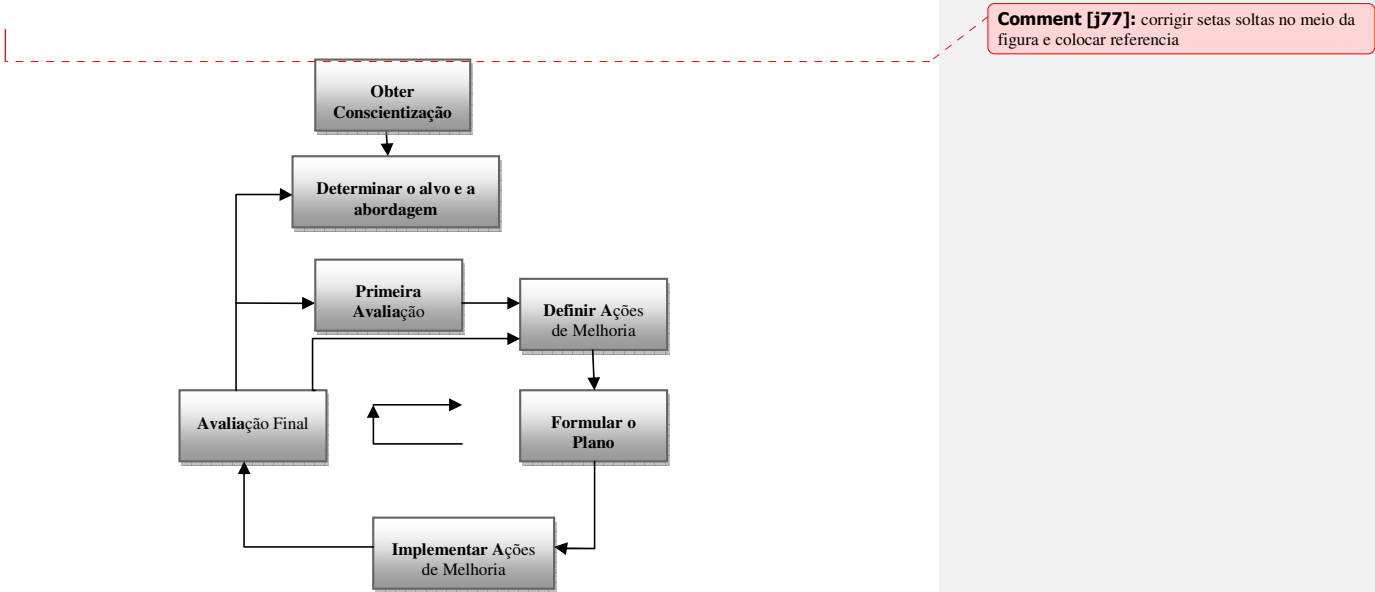 Comment [j77]: corrigir setas soltas no meio da
figura e colocar referencia
Obter
Conscientização
Determinar o alvo e a
abordagem
Primeira
Avaliação
Definir Ações
de Melhoria
Avaliação Final
Formular o
Plano
Implementar Ações
de Melhoria